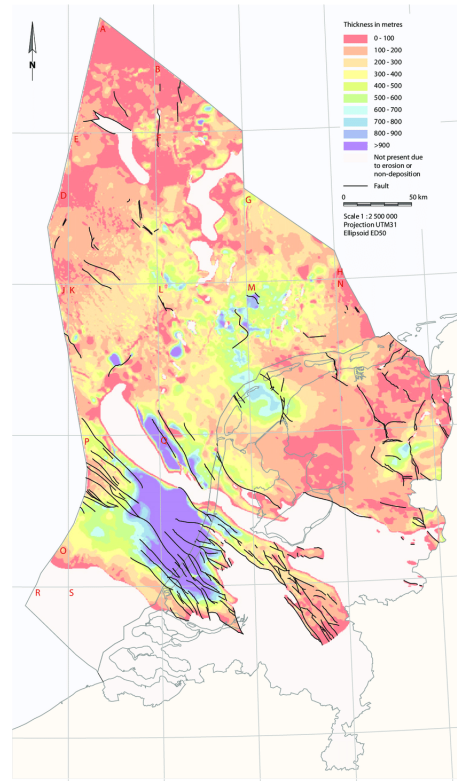 A
Thickness in metres
0 - 100
100 - 200
200 - 300
300 - 400
400 - 500
500 - 600
600 - 700
700 - 800
800 - 900
>900
Not present due
to erosion or
non-deposition
Fault
0 50 km
Scale 1 : 2 500 000
Projection UTM31
Ellipsoid ED50
N
B
E
D
G
H
J K L M N
P Q
O
R S